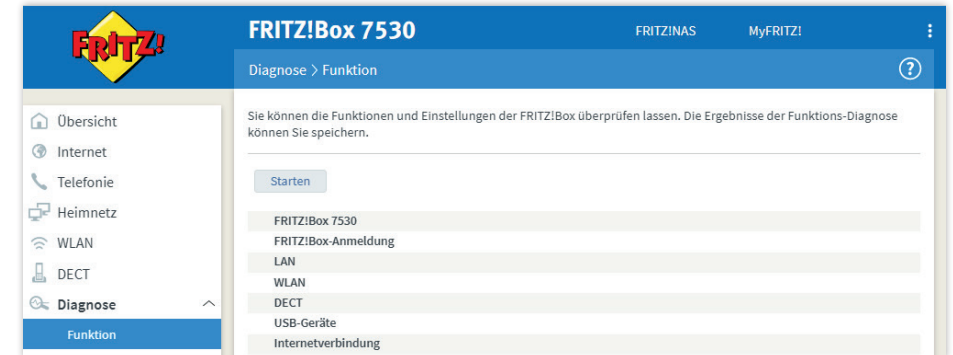 FRITZ!
FRITZ!Box 7530
FRITZ!NAS
MyFRITZ!
Diagnose > Funktion
?
Übersicht
Internet
Telefonie
Heimnetz
WLAN
DECT
Diagnose
Funktion
Sie können die Funktionen und Einstellungen der FRITZ!Box überprüfen lassen. Die Ergebnisse der Funktions-Diagnose
können Sie speichern.
Starten
FRITZ!Box 7530
FRITZ!Box-Anmeldung
LAN
WLAN
DECT
USB-Geräte
Internetverbindung